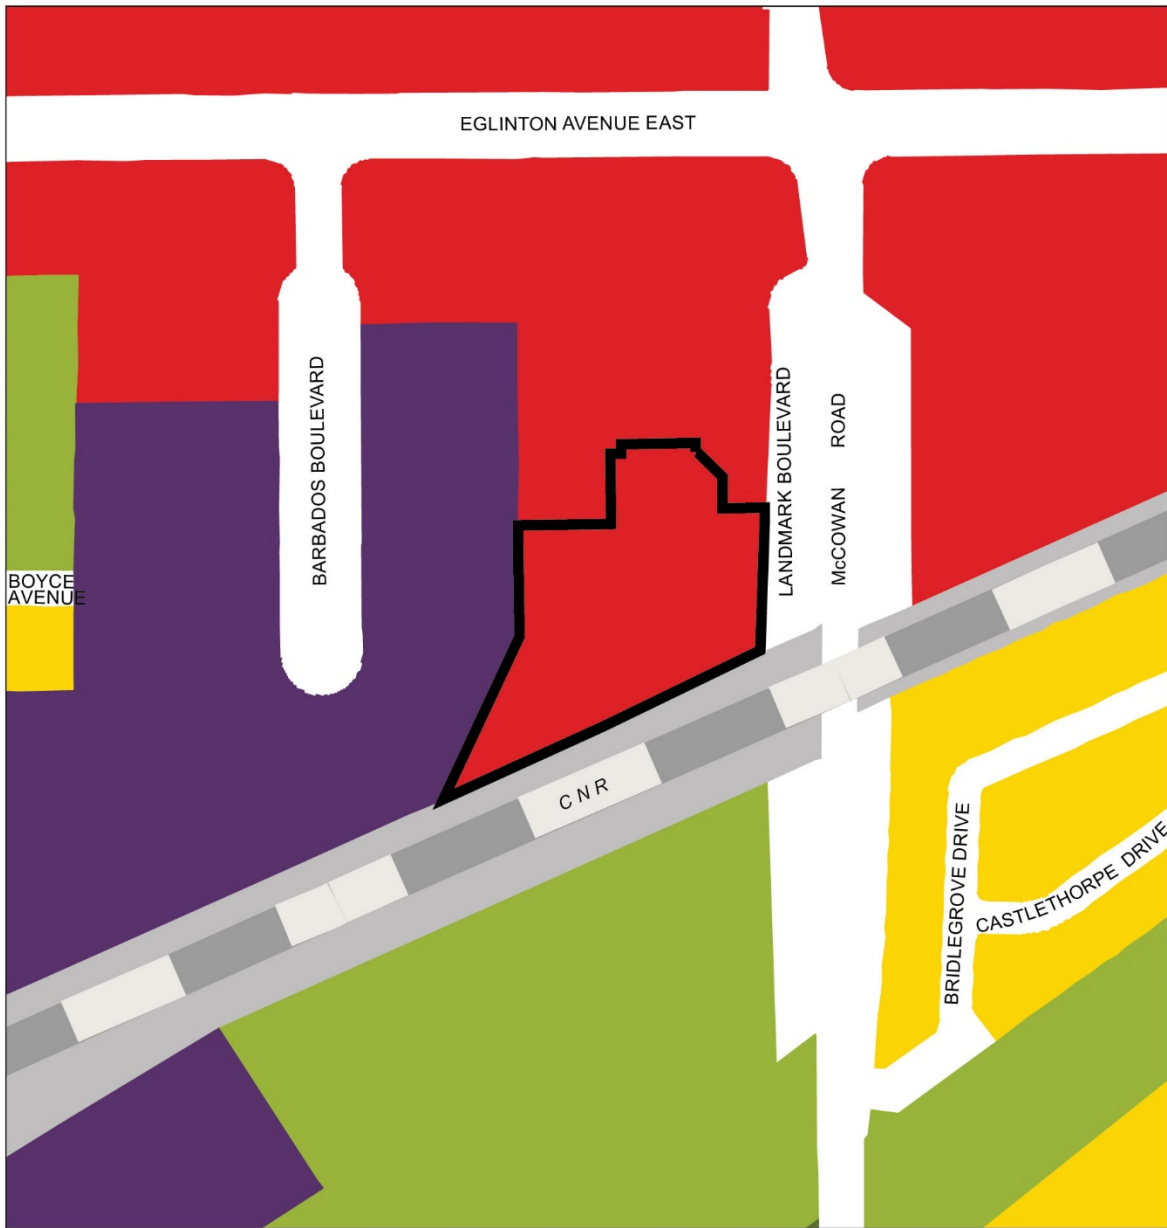 EGLINTON AVENUE EAST
BARBADOS BOULEVARD
LANDMARK BOULEVARD
McCOWAN ROAD
BOYCE
AVENUE
CNR
BRIDLEGROVE DRIVE
CASTLETHORPE DRIVE